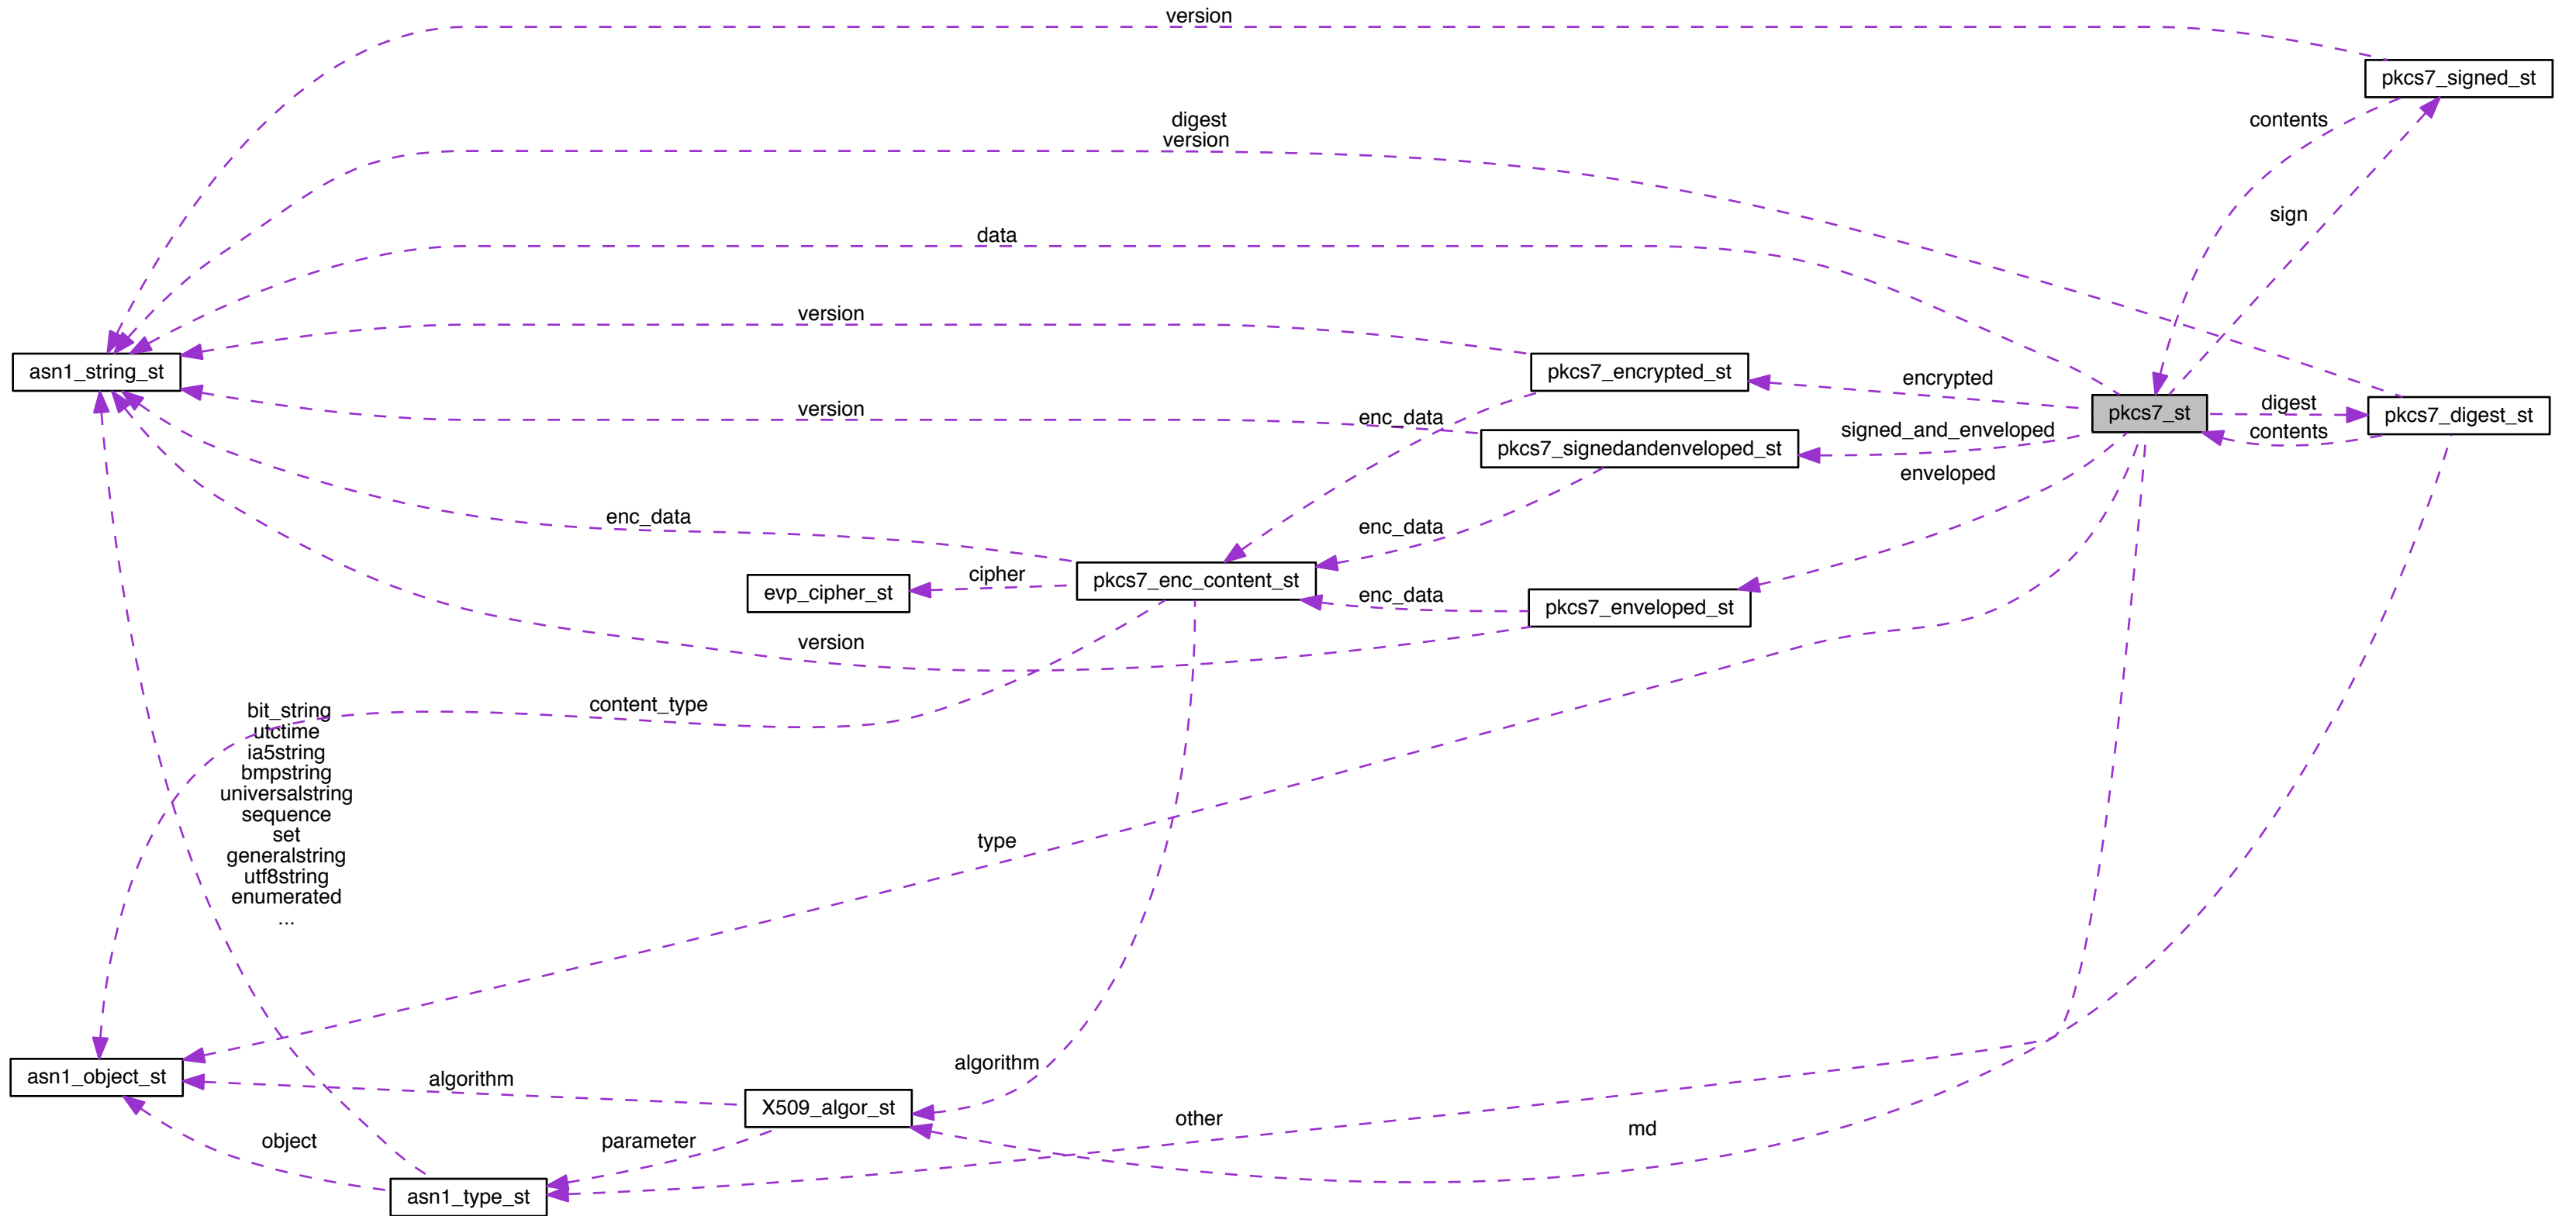 version
pkcs7_signed_st
digest
version
contents
sign
data
version
asn1_string_st
pkcs7_encrypted_st
encrypted
pkcs7_st
digest
pkcs7_digest_st
contents
version
enc_data
pkcs7_signedandenveloped_st
signed_and_enveloped
enveloped
enc_data
enc_data
evp_cipher_st
cipher
pkcs7_enc_content_st
enc_data
pkcs7_enveloped_st
version
content_type
bit_string
utctime
ia5string
bmpstring
universalstring
sequence
set
generalstring
utf8string
enumerated
...
type
asn1_object_st
algorithm
algorithm
X509_algor_st
other
md
object
parameter
asn1_type_st